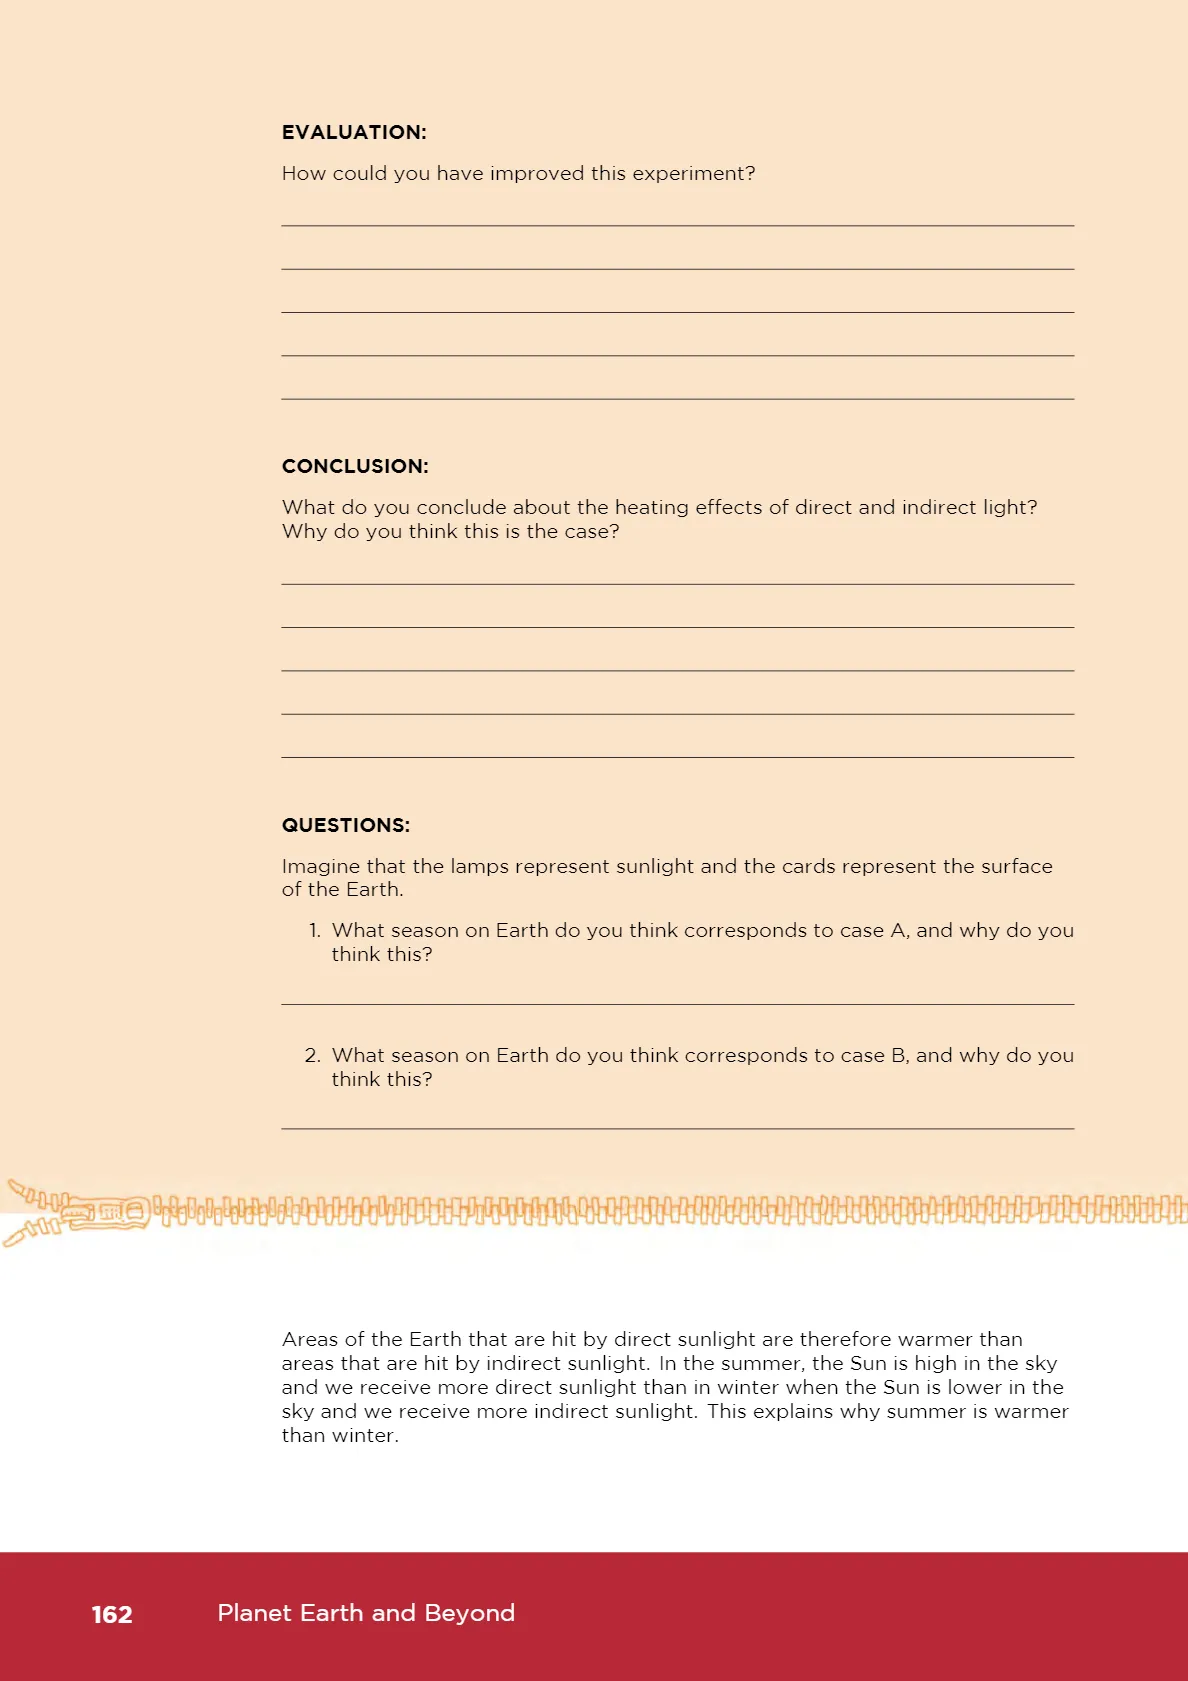 EVALUATION:
How could you have improved this experiment?
CONCLUSION:
What do you conclude about the heating effects of direct and indirect light?
Why do you think this is the case?
QUESTIONS:
Imagine that the lamps represent sunlight and the cards represent the surface
of the Earth.
1. What season on Earth do you think corresponds to case A, and why do you
think this?
2. What season on Earth do you think corresponds to case B, and why do you
think this?
Areas of the Earth that are hit by direct sunlight are therefore warmer than
areas that are hit by indirect sunlight. In the summer, the Sun is high in the sky
and we receive more direct sunlight than in winter when the Sun is lower in the
sky and we receive more indirect sunlight. This explains why summer is warmer
than winter.
162 Planet Earth and Beyond